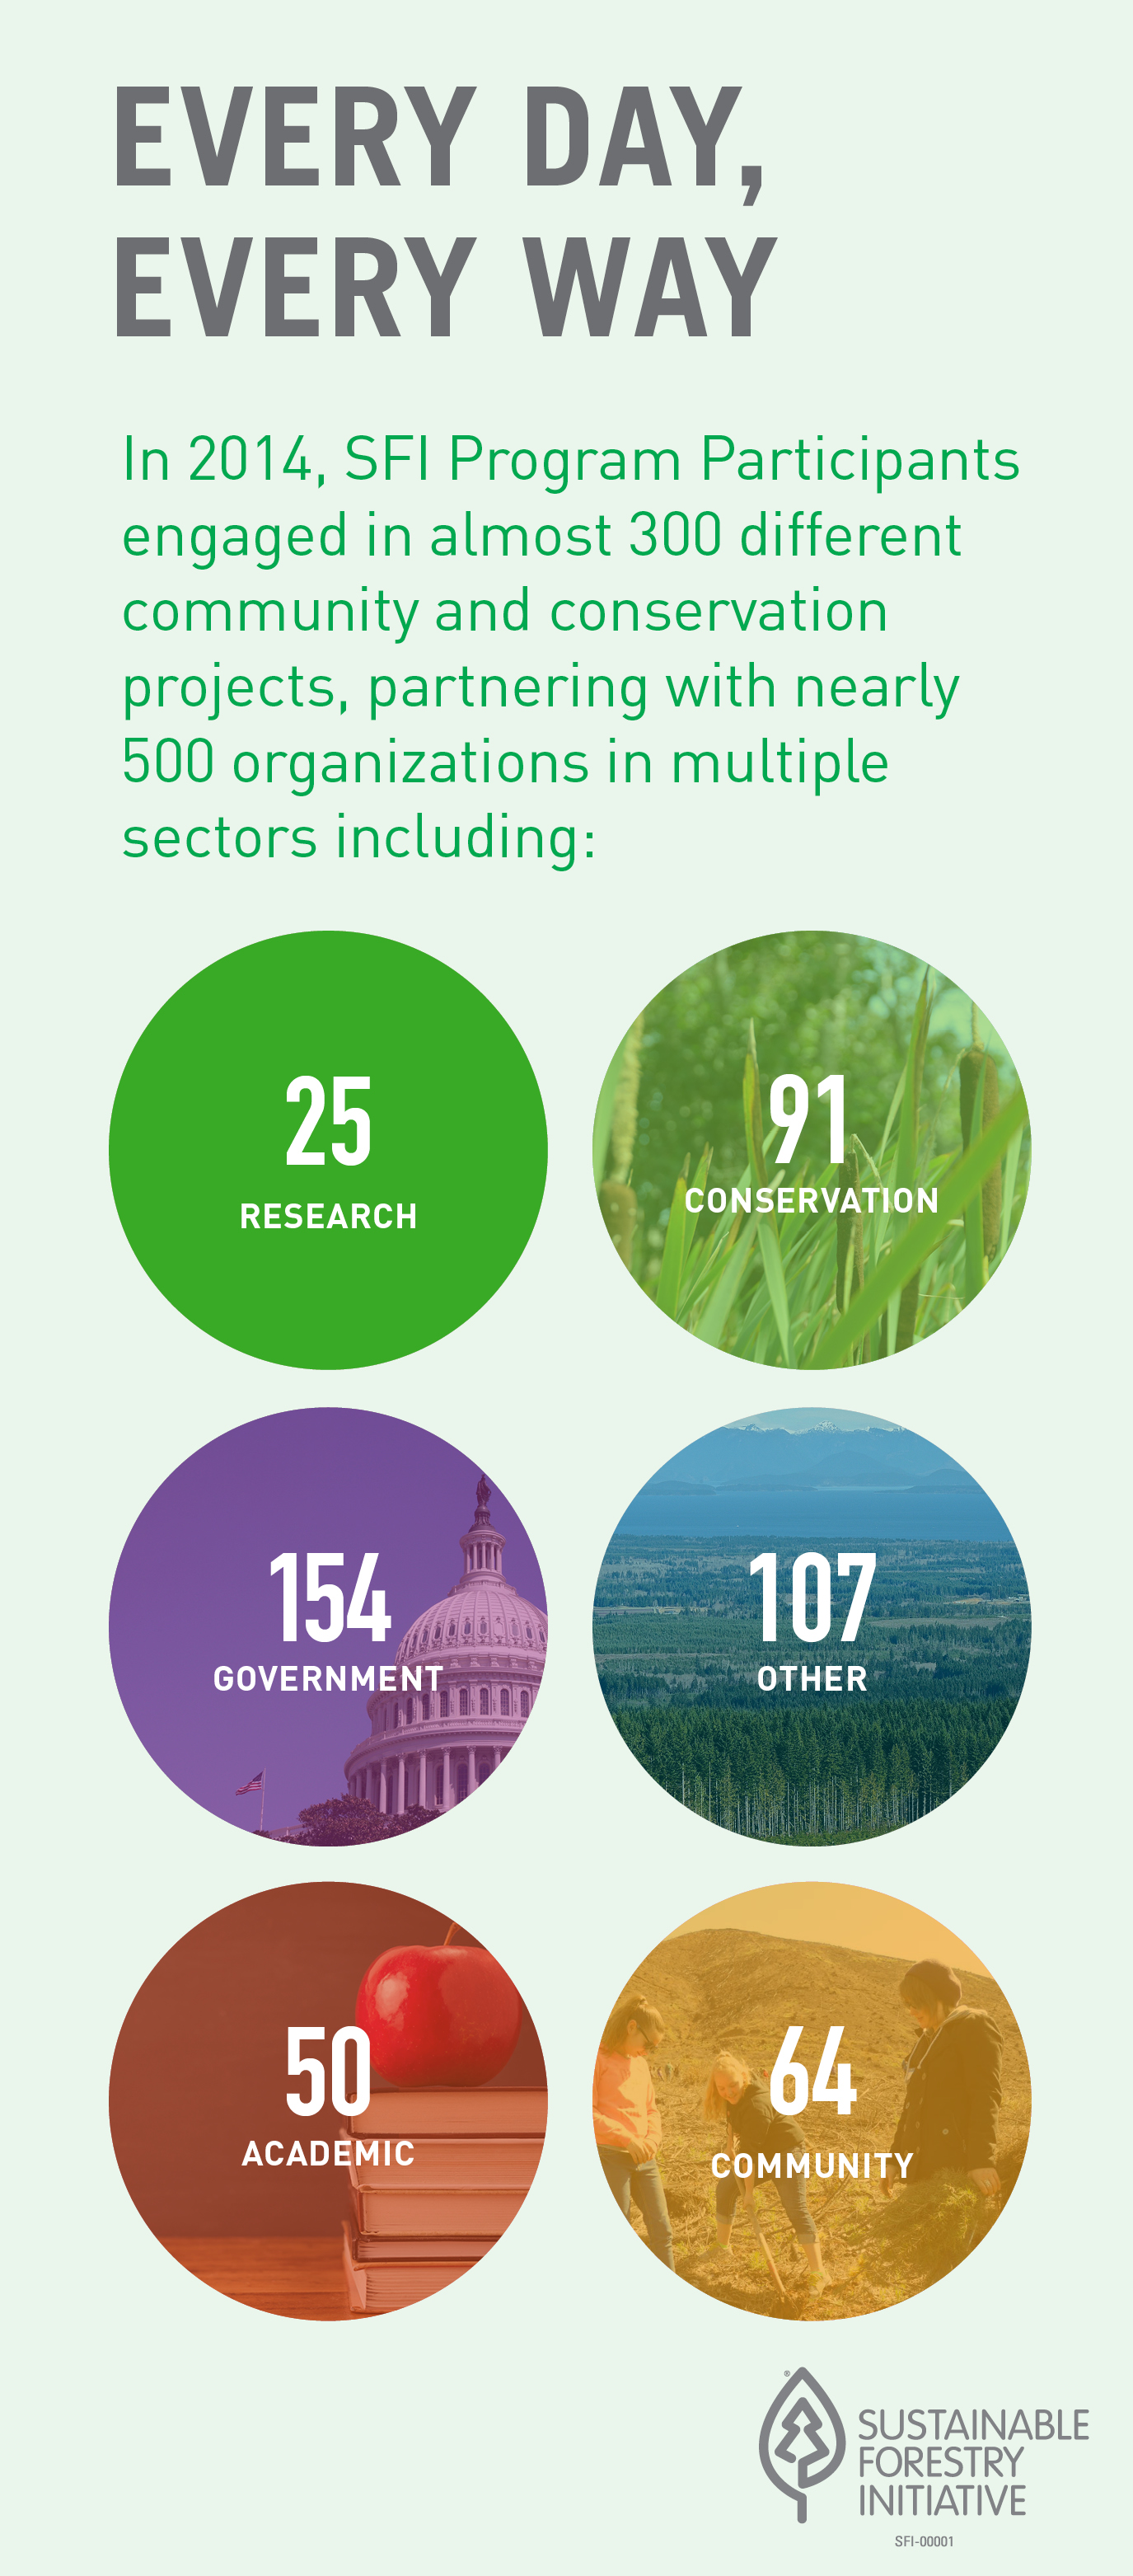 EVERY DAY,
EVERY WAY
In 2014, SFI Program Participants
engaged in almost 300 different
community and conservation
projects, partnering with nearly
500 organizations in multiple
sectors including:
25
RESEARCH
91
CONSERVATION
154
GOVERNMENT
107
OTHER
50
ACADEMIC
64
COMMUNITY
®
SUSTAINABLE
FORESTRY
INITIATIVE
SFI-00001